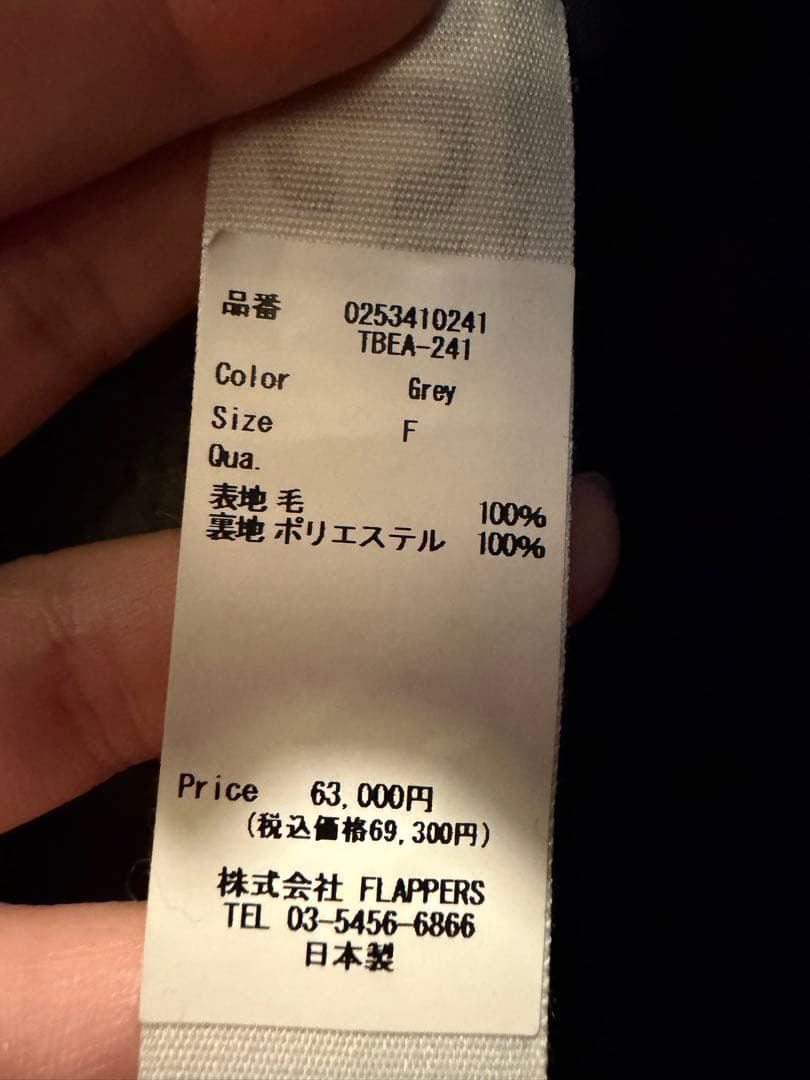 品番 0253410241
TBEA-241
Color Grey
Size F
Qua.
表地 毛 100%
裏地 ポリエステル 100%
Price 63,000円
(税込価格69,300円)
株式会社 FLAPPERS
TEL 03-5456-6866
日本製